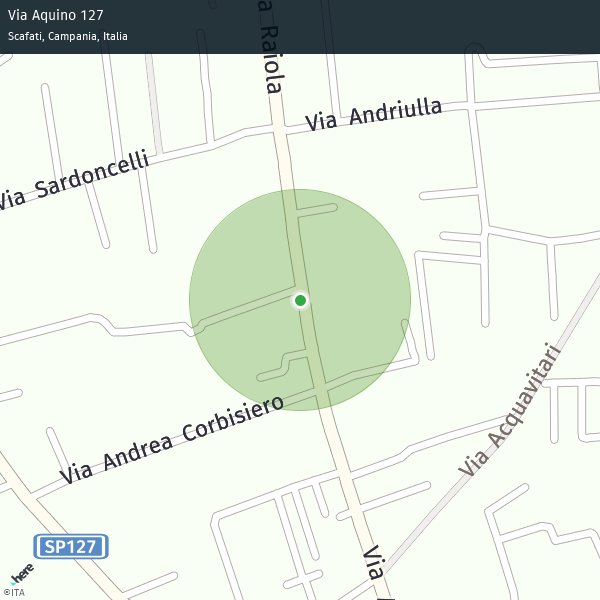 Via Aquino 127
Scafati, Campania, Italia
a Raiola
Via Andriulla
Via Sardoncelli
Via Acquavitari
Via Andrea Corbisiero
SP127
Via
here
©ITA